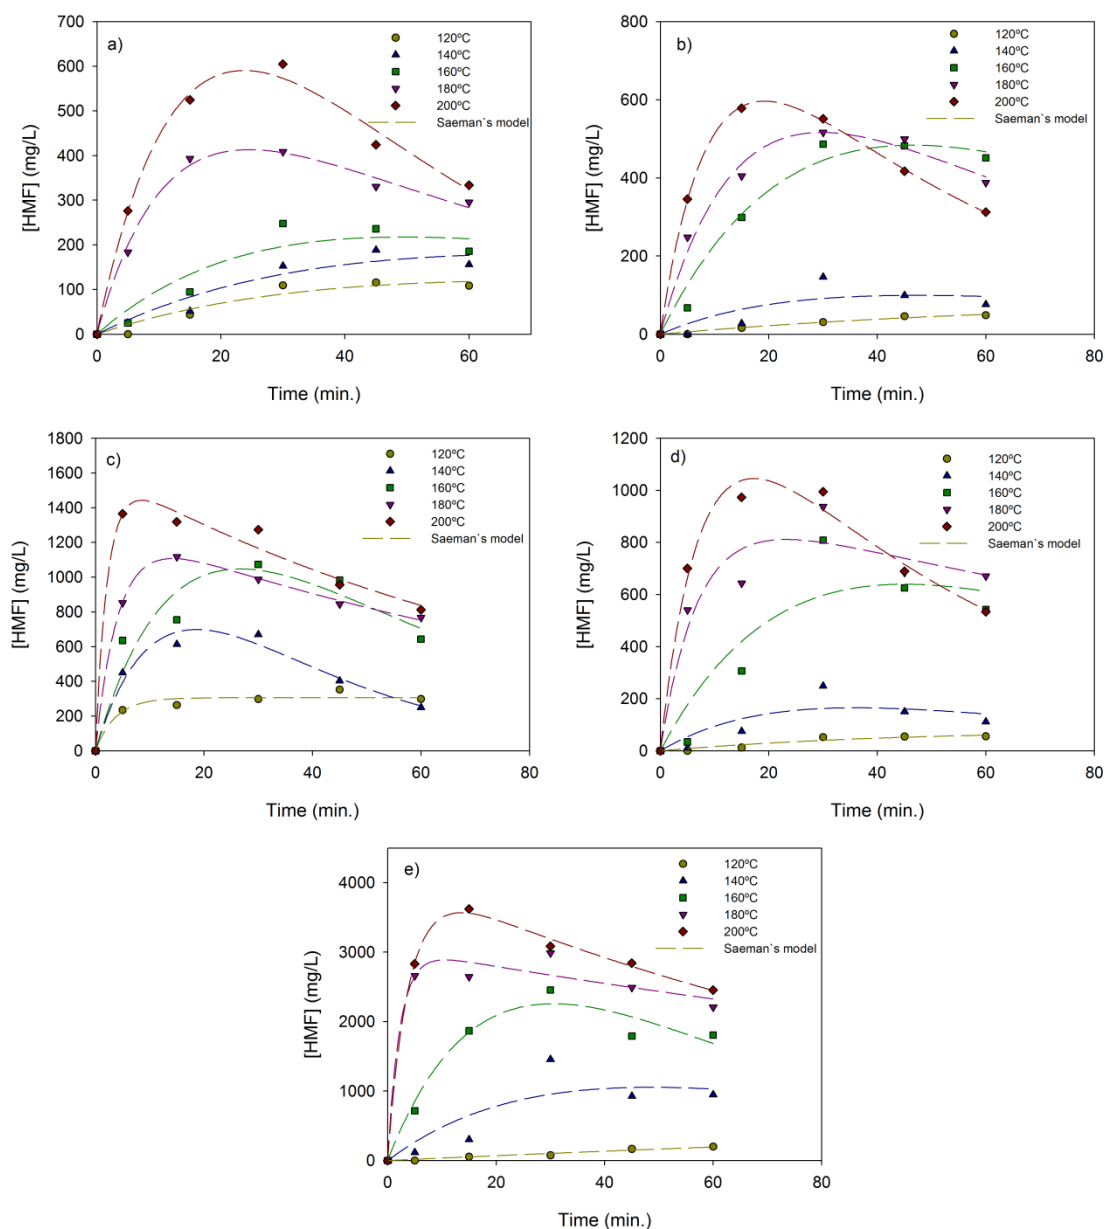 a)
700
600
500
400
300
200
100
0
[HMF] (mg/L)
0
20
40
60
Time (min.)
120ºC
140ºC
160ºC
180ºC
200ºC
Saeman`s model
b)
800
600
400
200
0
[HMF] (mg/L)
0
20
40
60
80
Time (min.)
120ºC
140ºC
160ºC
180ºC
200ºC
Saeman`s model
c)
1800
1600
1400
1200
1000
800
600
400
200
0
[HMF] (mg/L)
0
20
40
60
80
Time (min.)
120ºC
140ºC
160ºC
180ºC
200ºC
Saeman`s model
d)
1200
1000
800
600
400
200
0
[HMF] (mg/L)
0
20
40
60
80
Time (min.)
120ºC
140ºC
160ºC
180ºC
200ºC
Saeman`s model
e)
4000
3000
2000
1000
0
[HMF] (mg/L)
0
20
40
60
80
Time (min.)
120ºC
140ºC
160ºC
180ºC
200ºC
Saeman`s model